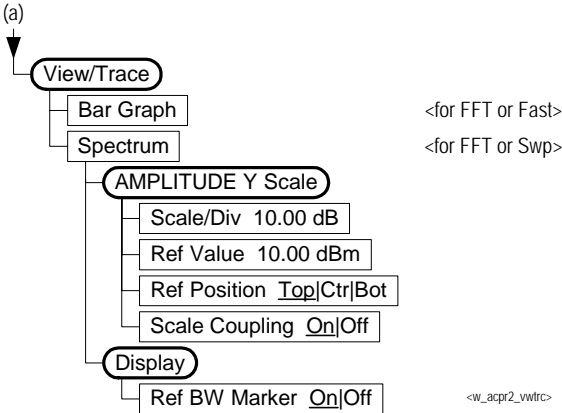 (a)
View/Trace
Bar Graph <for FFT or Fast>
Spectrum <for FFT or Swp>
AMPLITUDE Y Scale
Scale/Div 10.00 dB
Ref Value 10.00 dBm
Ref Position Top|Ctr|Bot
Scale Coupling On|Off
Display
Ref BW Marker On|Off <w_acpr2_vwtrc>